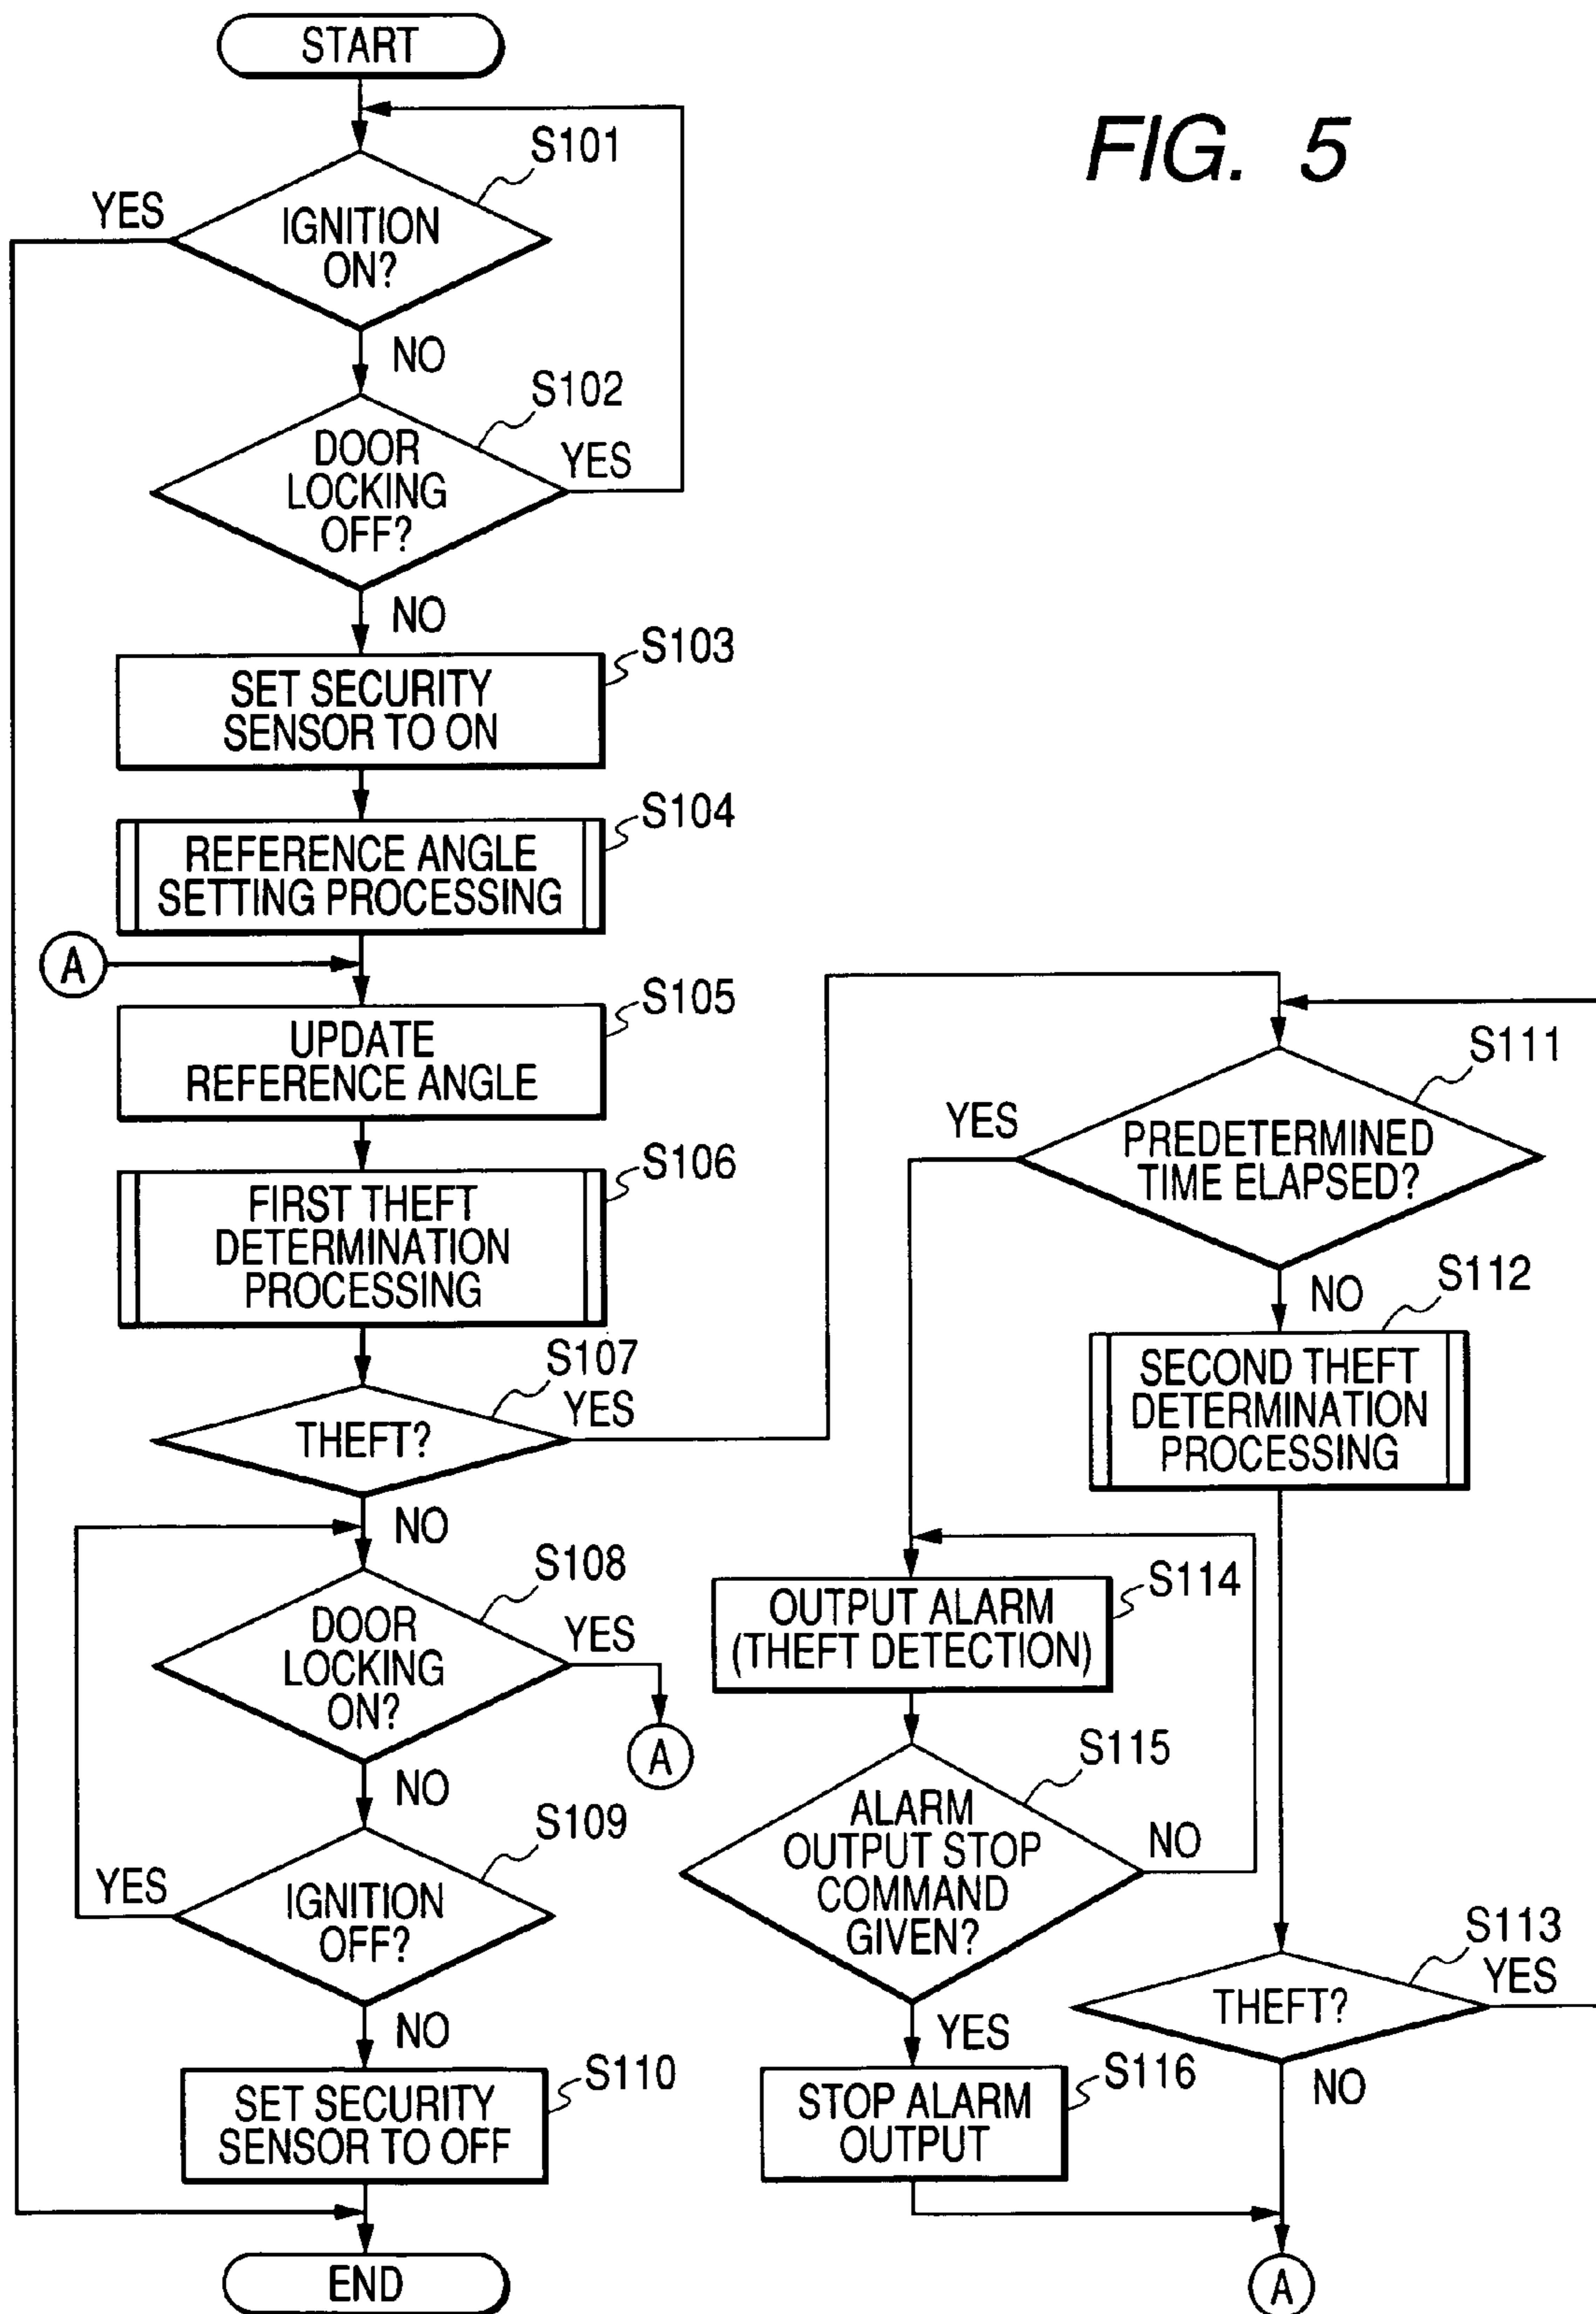 START
FIG. 5
S101
YES
IGNITION
ON?
NO
S102
DOOR
LOCKING
OFF?
YES
NO
S103
SET SECURITY
SENSOR TO ON
S104
REFERENCE ANGLE
SETTING PROCESSING
A
S105
UPDATE
REFERENCE ANGLE
S106
FIRST THEFT
DETERMINATION
PROCESSING
S107
THEFT?
YES
NO
S108
DOOR
LOCKING
ON?
YES
A
NO
S109
YES
IGNITION
OFF?
NO
S110
SET SECURITY
SENSOR TO OFF
END
S111
YES
PREDETERMINED
TIME ELAPSED?
NO
S112
SECOND THEFT
DETERMINATION
PROCESSING
S114
OUTPUT ALARM
(THEFT DETECTION)
S115
ALARM
OUTPUT STOP
COMMAND
GIVEN?
NO
YES
S116
STOP ALARM
OUTPUT
S113
THEFT?
YES
NO
A